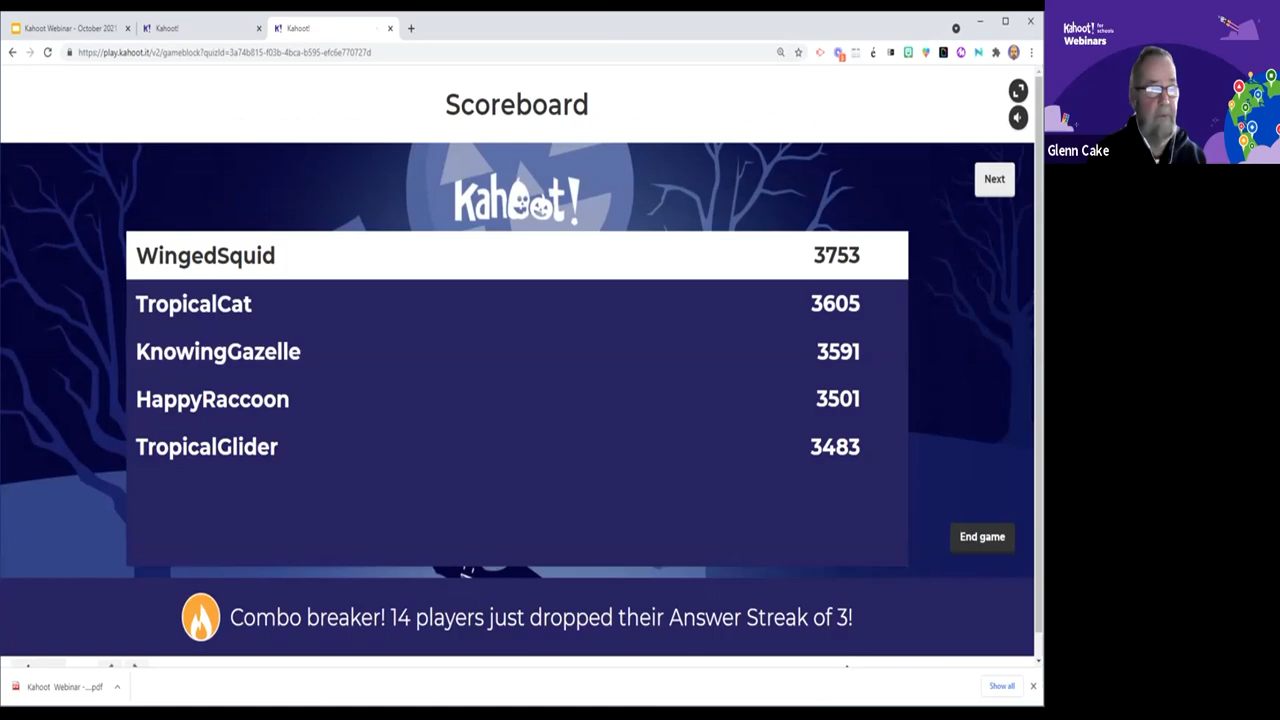 Kahoot Webinar - October 2021
Kahoot!
Kahoot!
https://play.kahoot.it/v2/gameblock?quizId=3a74b815-f03b-4bca-b595-efc6e770727d
Scoreboard
Kahoot!
Next
WingedSquid 3753
TropicalCat 3605
KnowingGazelle 3591
HappyRaccoon 3501
TropicalGlider 3483
End game
Combo breaker! 14 players just dropped their Answer Streak of 3!
Kahoot Webinar -....pdf
Show all
Kahoot! for schools
Webinars
Glenn Cake